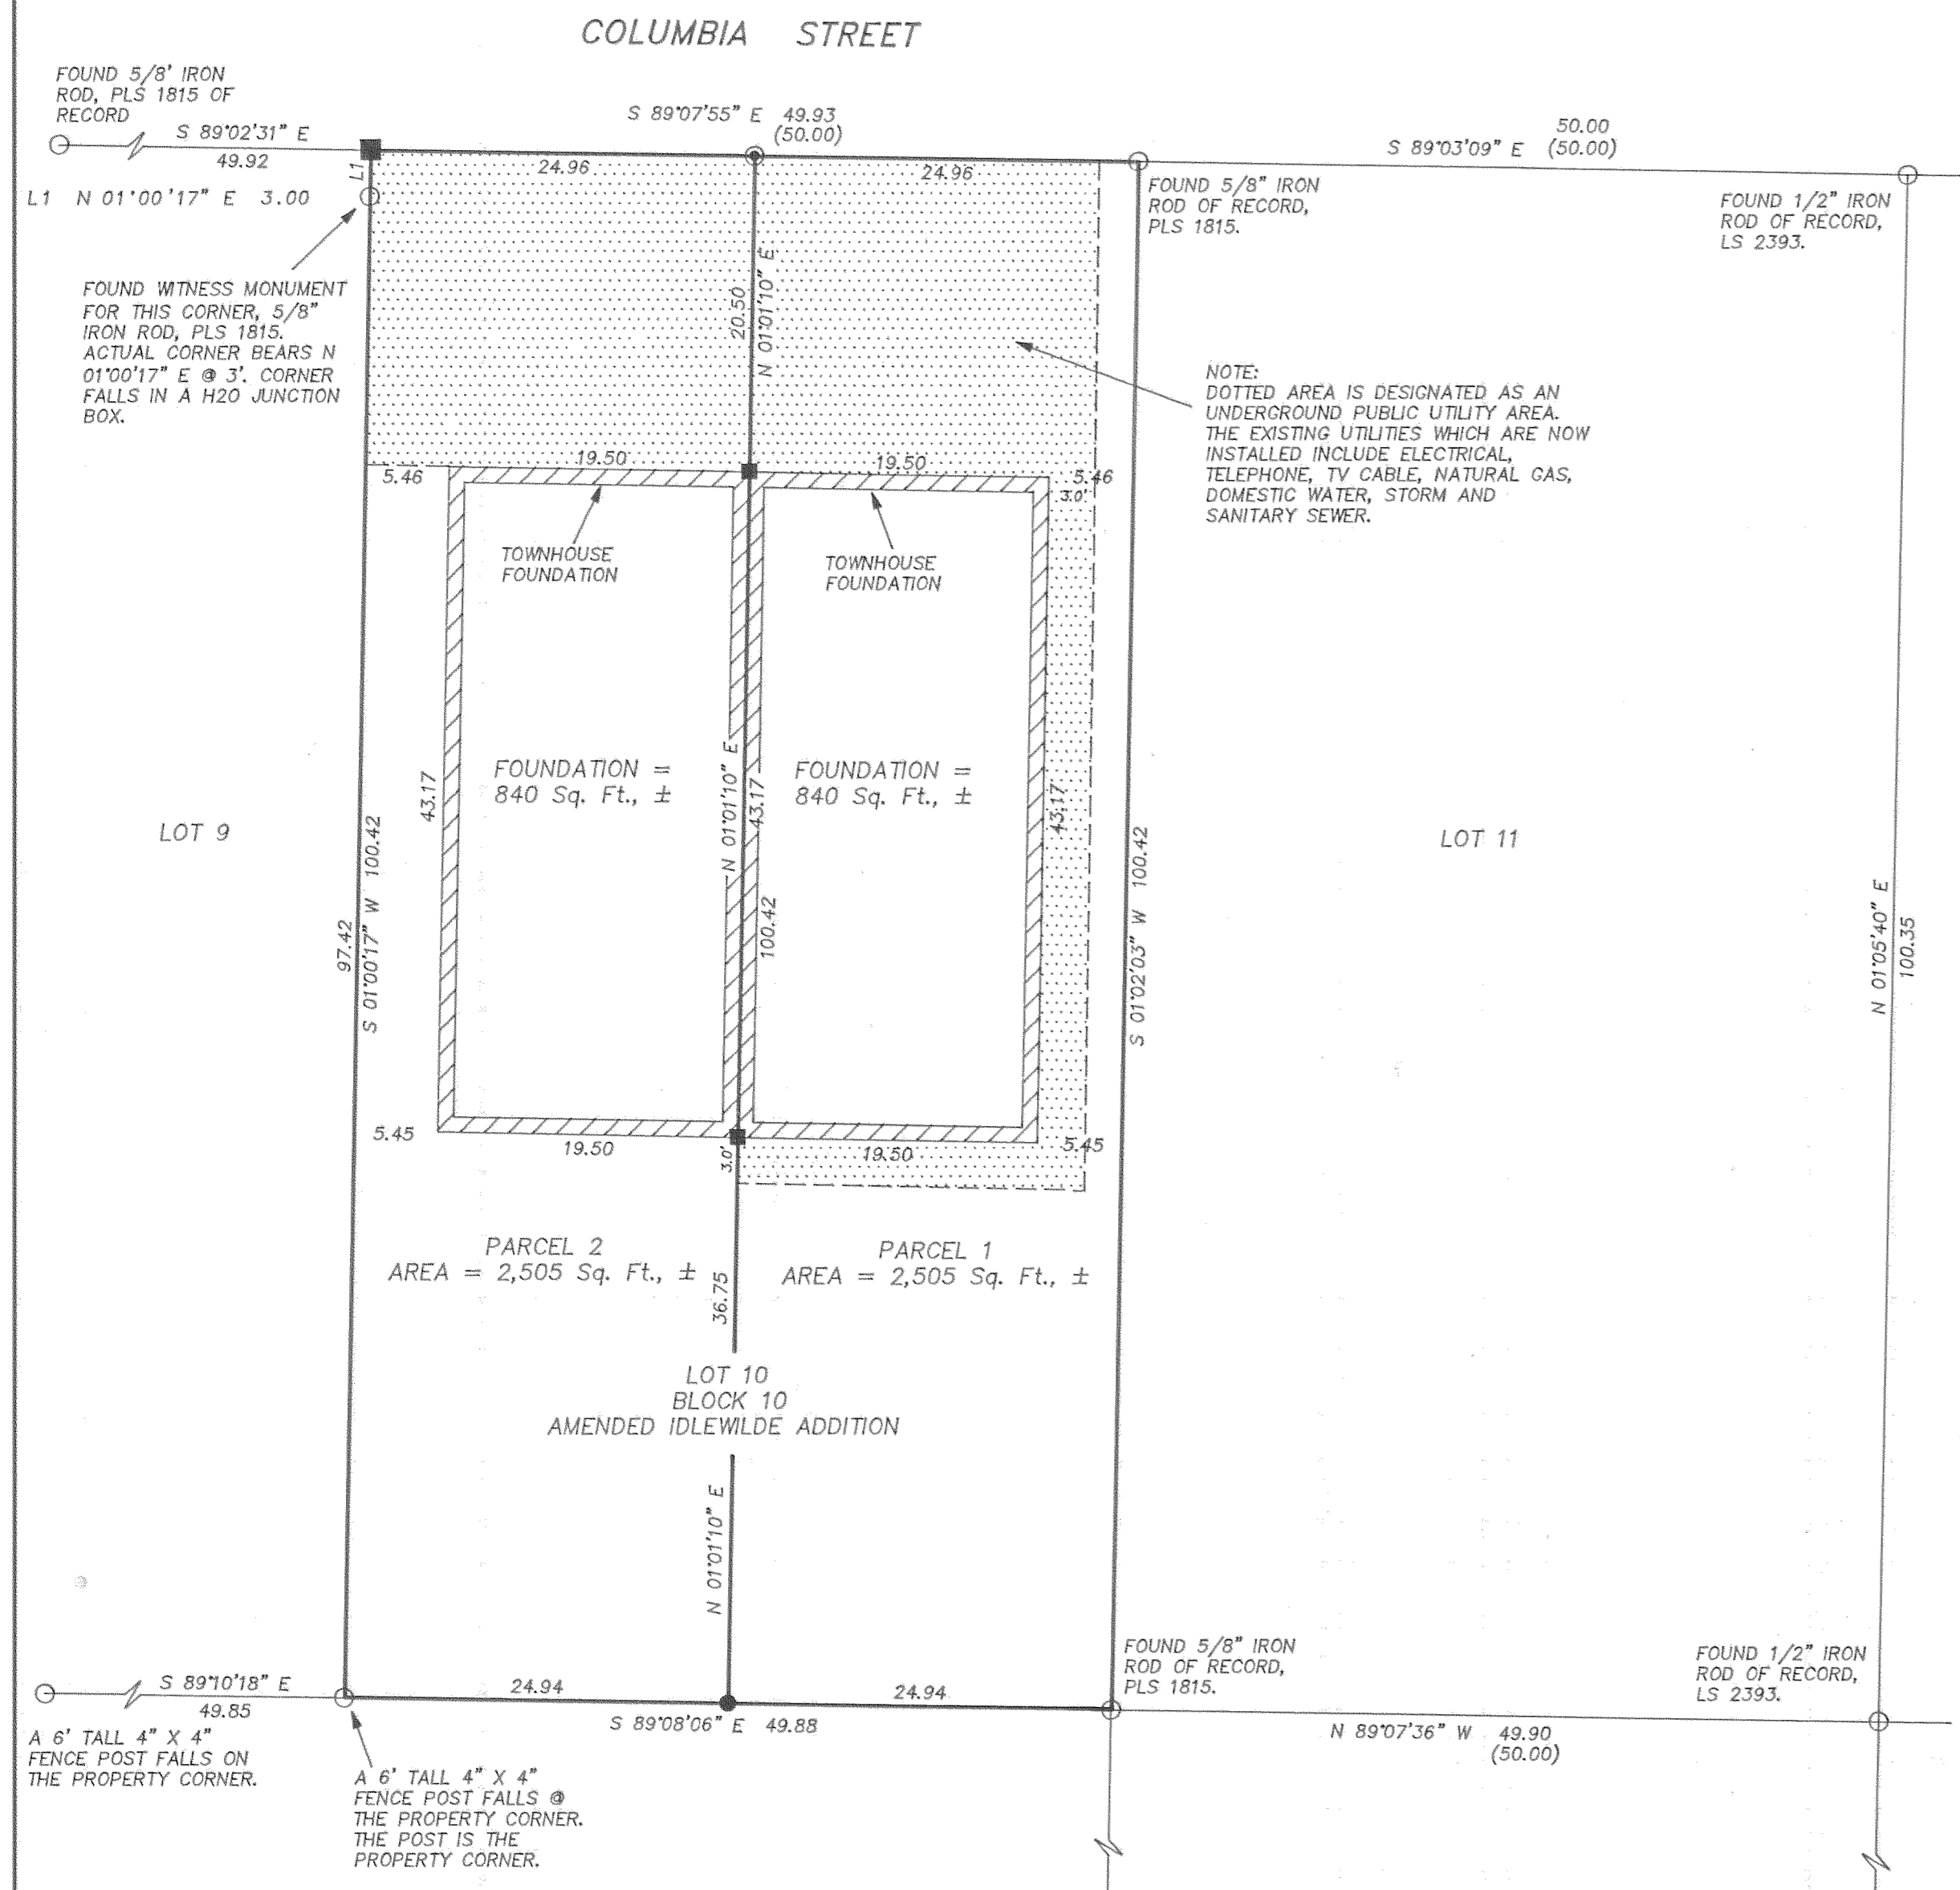 COLUMBIA STREET
FOUND 5/8' IRON
ROD, PLS 1815 OF
RECORD
S 89°02'31" E
49.92
S 89°07'55" E 49.93
(50.00)
50.00
S 89°03'09" E (50.00)
L1
24.96
24.96
L1 N 01°00'17" E 3.00
FOUND 5/8" IRON
ROD OF RECORD,
PLS 1815.
FOUND 1/2" IRON
ROD OF RECORD,
LS 2393.
FOUND WITNESS MONUMENT
FOR THIS CORNER, 5/8"
IRON ROD, PLS 1815.
ACTUAL CORNER BEARS N
01°00'17" E @ 3'. CORNER
FALLS IN A H2O JUNCTION
BOX.
20.50
N 01°01'10" E
NOTE:
DOTTED AREA IS DESIGNATED AS AN
UNDERGROUND PUBLIC UTILITY AREA.
THE EXISTING UTILITIES WHICH ARE NOW
INSTALLED INCLUDE ELECTRICAL,
TELEPHONE, TV CABLE, NATURAL GAS,
DOMESTIC WATER, STORM AND
SANITARY SEWER.
5.46
19.50
19.50
5.46
3.0'
TOWNHOUSE
FOUNDATION
TOWNHOUSE
FOUNDATION
FOUNDATION =
840 Sq. Ft., ±
FOUNDATION =
840 Sq. Ft., ±
43.17
N 01°01'10" E
43.17
43.17
100.42
LOT 9
LOT 11
97.42
S 01°00'17" W 100.42
S 01°02'03" W 100.42
N 01°05'40" E
100.35
5.45
19.50
3.0'
19.50
5.45
PARCEL 2
AREA = 2,505 Sq. Ft., ±
PARCEL 1
AREA = 2,505 Sq. Ft., ±
36.75
LOT 10
BLOCK 10
AMENDED IDLEWILDE ADDITION
N 01°01'10" E
FOUND 5/8" IRON
ROD OF RECORD,
PLS 1815.
FOUND 1/2" IRON
ROD OF RECORD,
LS 2393.
S 89°10'18" E
49.85
24.94
24.94
S 89°08'06" E 49.88
N 89°07'36" W 49.90
(50.00)
A 6' TALL 4" X 4"
FENCE POST FALLS ON
THE PROPERTY CORNER.
A 6' TALL 4" X 4"
FENCE POST FALLS @
THE PROPERTY CORNER.
THE POST IS THE
PROPERTY CORNER.